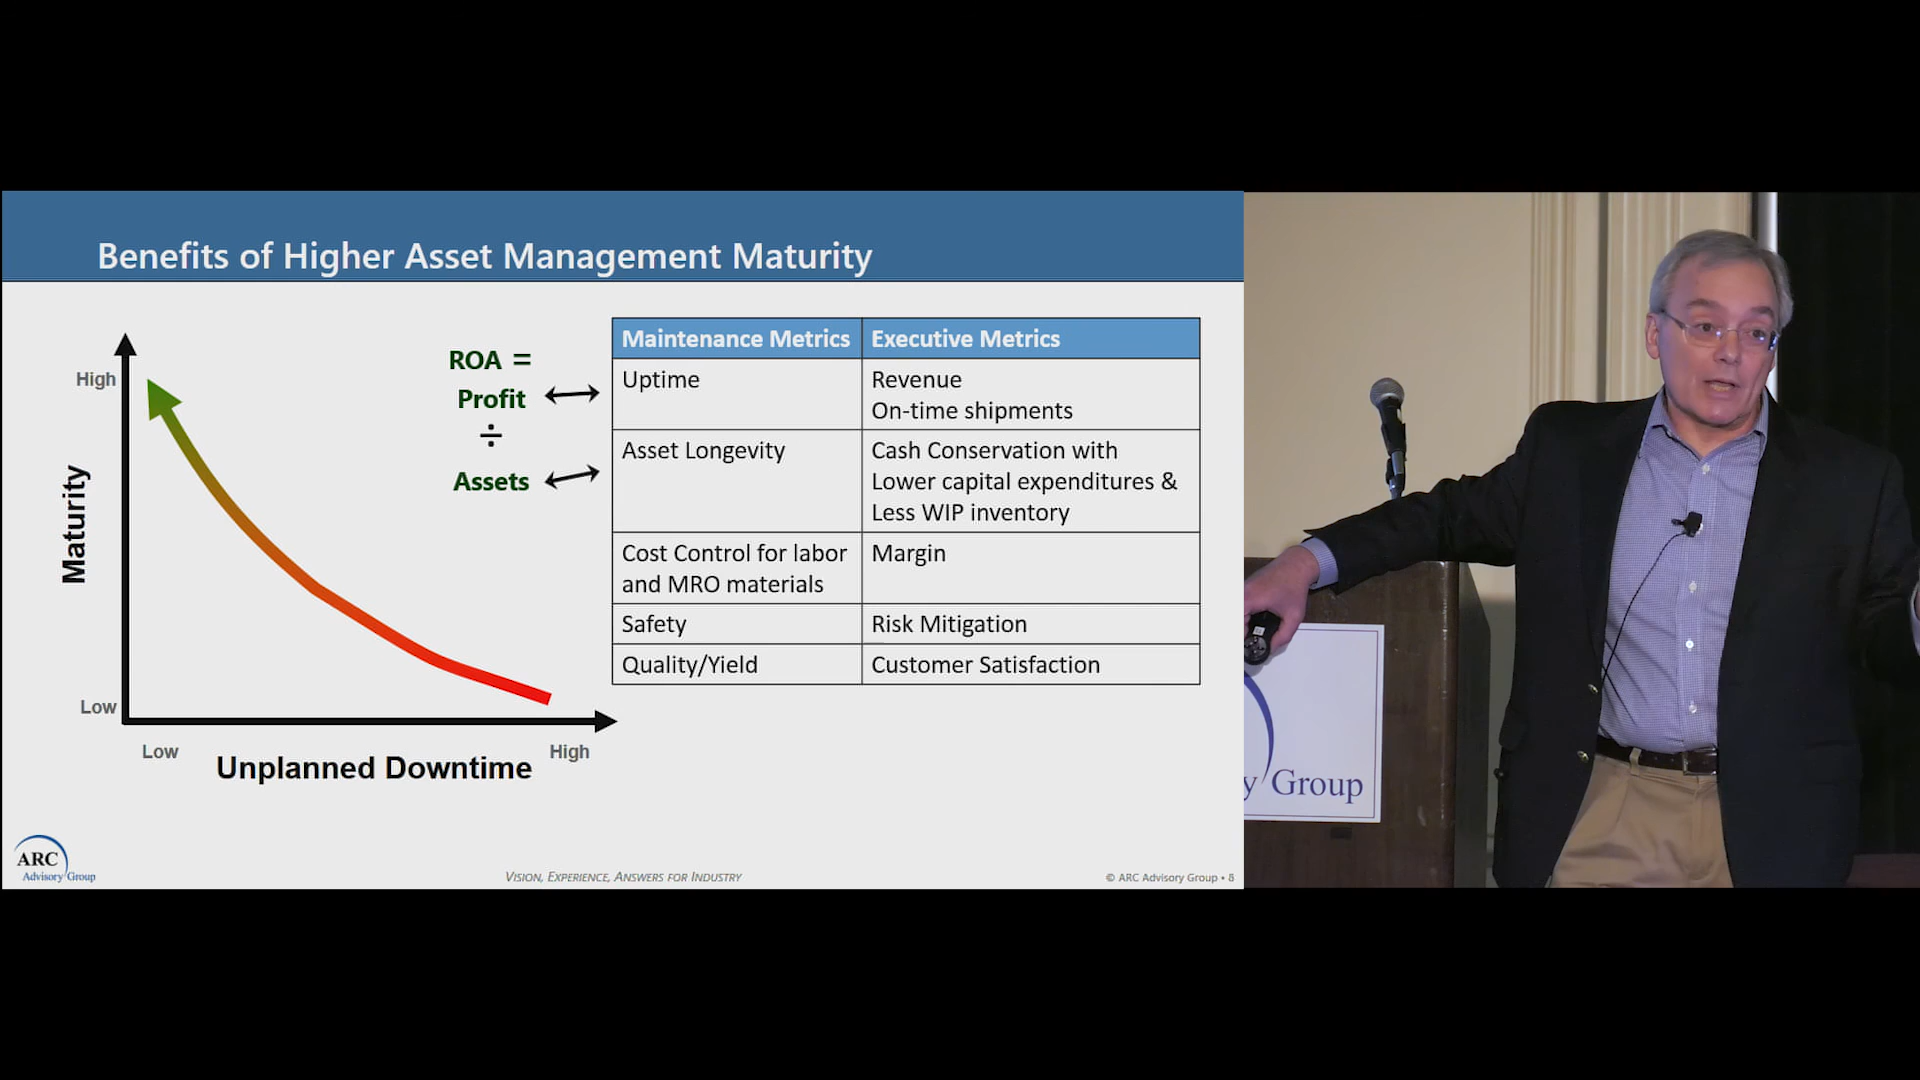 Benefits of Higher Asset Management Maturity
High
Maturity
Low
Low
High
Unplanned Downtime
ROA =
Profit
÷
Assets
Maintenance Metrics
Executive Metrics
Uptime
Revenue
On-time shipments
Asset Longevity
Cash Conservation with
Lower capital expenditures &
Less WIP inventory
Cost Control for labor
and MRO materials
Margin
Safety
Risk Mitigation
Quality/Yield
Customer Satisfaction
ARC
Advisory Group
VISION, EXPERIENCE, ANSWERS FOR INDUSTRY
© ARC Advisory Group • 8
y Group